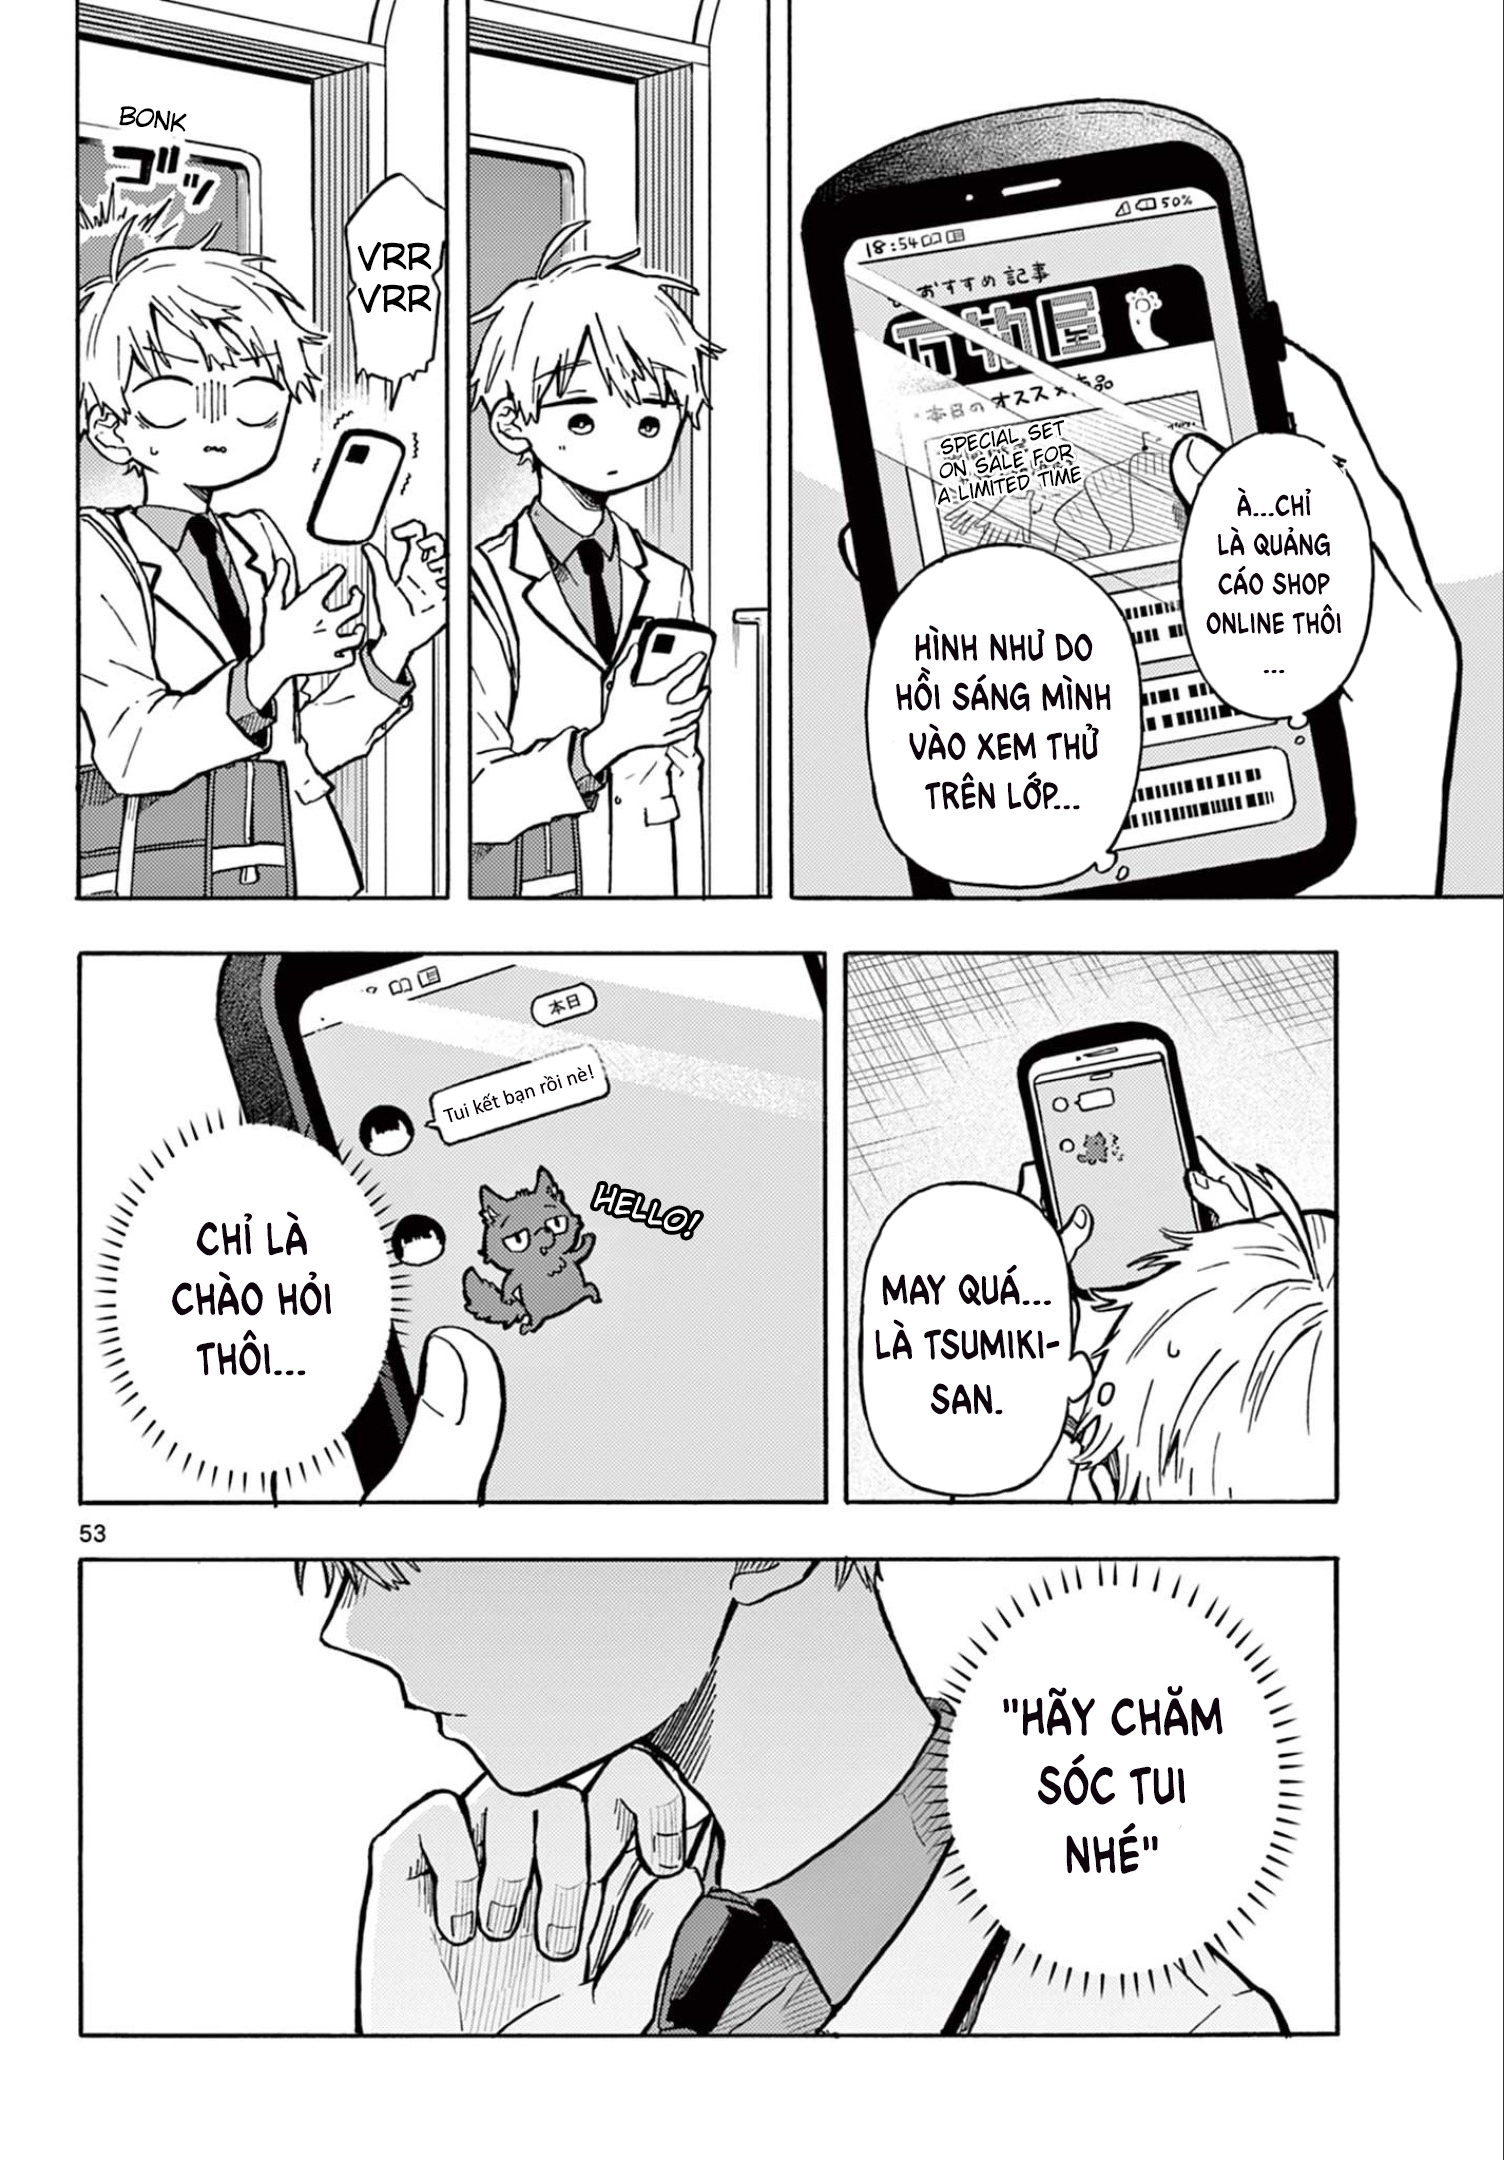 18:54
50%
おすすめ記事
万物屋
本日のオススメ商品
SPECIAL SET
ON SALE FOR
A LIMITED TIME
À...CHỈ
LÀ QUẢNG
CÁO SHOP
ONLINE THÔI
...
HÌNH NHƯ DO
HỒI SÁNG MÌNH
VÀO XEM THỬ
TRÊN LỚP...
VRR
VRR
BONK
ゴッ
MAY QUÁ...
LÀ TSUMIKI-
SAN.
本日
Tui kết bạn rồi nè!
HELLO!
CHỈ LÀ
CHÀO HỎI
THÔI...
53
"HÃY CHĂM
SÓC TUI
NHÉ"